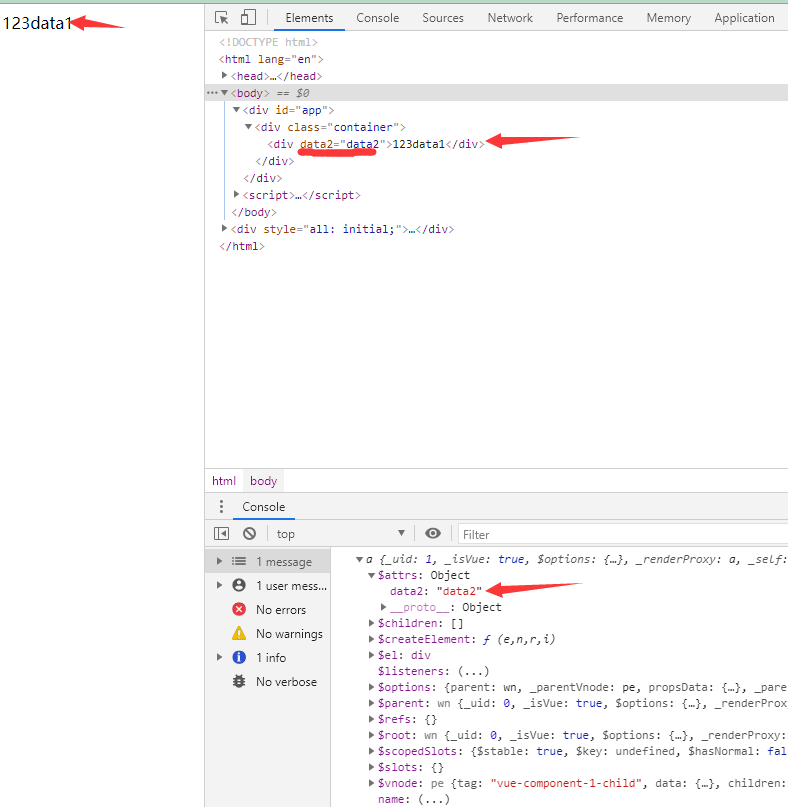 123data1
Elements Console Sources Network Performance Memory Application
<!DOCTYPE html>
<html lang="en">
<head>…</head>
<body> == $0
<div id="app">
<div class="container">
<div data2="data2">123data1</div>
</div>
</div>
<script>…</script>
</body>
<div style="all: initial;">…</div>
</html>
html body
Console
top Filter
1 message
1 user mess...
No errors
No warnings
1 info
No verbose
a {_uid: 1, _isVue: true, $options: {…}, _renderProxy: a, _self:
$attrs: Object
data2: "data2"
__proto__: Object
$children: []
$createElement: ƒ (e,n,r,i)
$el: div
$listeners: (...)
$options: {parent: wn, _parentVnode: pe, propsData: {…}, _pare
$parent: wn {_uid: 0, _isVue: true, $options: {…}, _renderProx
$refs: {}
$root: wn {_uid: 0, _isVue: true, $options: {…}, _renderProxy:
$scopedSlots: {$stable: true, $key: undefined, $hasNormal: fal
$slots: {}
$vnode: pe {tag: "vue-component-1-child", data: {…}, children:
name: (...)